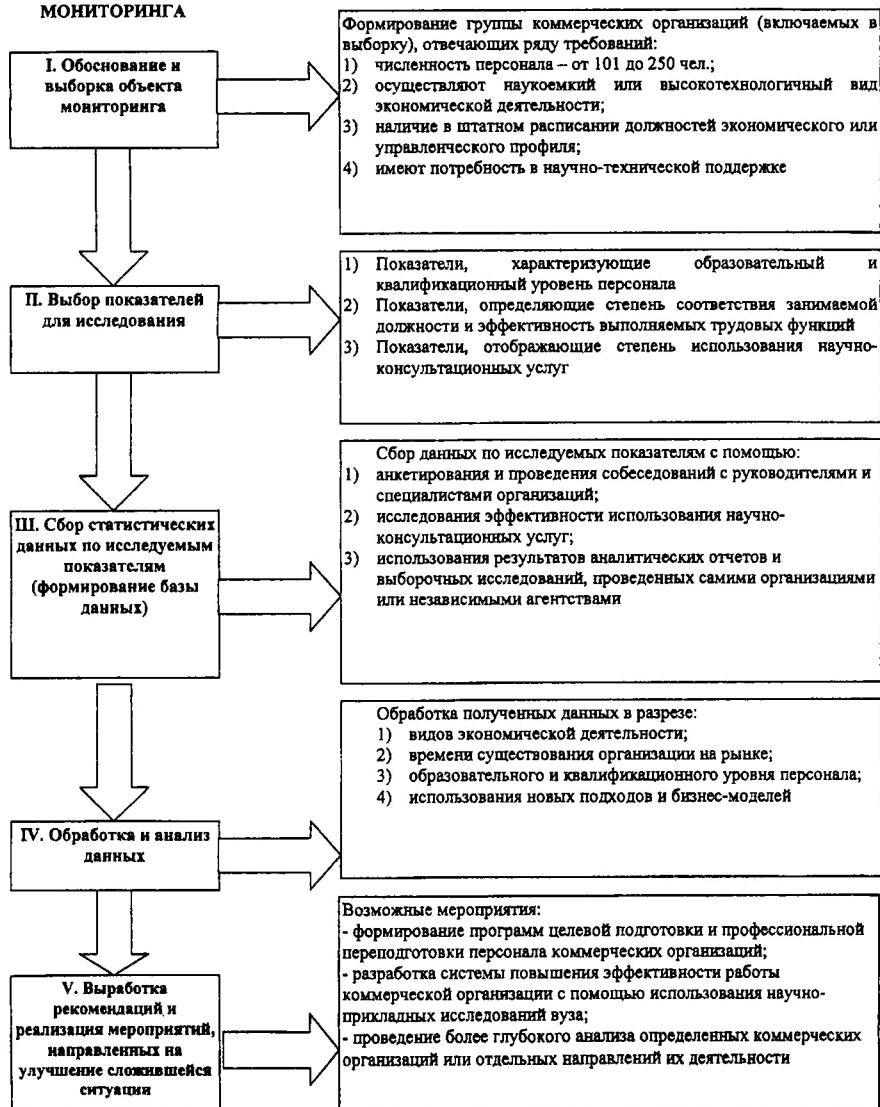 МОНИТОРИНГА
I. Обоснование и
выборка объекта
мониторинга
Формирование группы коммерческих организаций (включаемых в
выборку), отвечающих ряду требований:
1) численность персонала – от 101 до 250 чел.;
2) осуществляют наукоемкий или высокотехнологичный вид
экономической деятельности;
3) наличие в штатном расписании должностей экономического или
управленческого профиля;
4) имеют потребность в научно-технической поддержке
II. Выбор показателей
для исследования
1) Показатели, характеризующие образовательный и
квалификационный уровень персонала
2) Показатели, определяющие степень соответствия занимаемой
должности и эффективность выполняемых трудовых функций
3) Показатели, отображающие степень использования научно-
консультационных услуг
III. Сбор статистических
данных по исследуемым
показателям
(формирование базы
данных)
Сбор данных по исследуемых показателям с помощью:
1) анкетирования и проведения собеседований с руководителями и
специалистами организаций;
2) исследования эффективности использования научно-
консультационных услуг;
3) использования результатов аналитических отчетов и
выборочных исследований, проведенных самими организациями
или независимыми агентствами
IV. Обработка и анализ
данных
Обработка полученных данных в разрезе:
1) видов экономической деятельности;
2) времени существования организации на рынке;
3) образовательного и квалификационного уровня персонала;
4) использования новых подходов и бизнес-моделей
V. Выработка
рекомендаций и
реализация мероприятий,
направленных на
улучшение сложившейся
ситуации
Возможные мероприятия:
- формирование программ целевой подготовки и профессиональной
переподготовки персонала коммерческих организаций;
- разработка системы повышения эффективности работы
коммерческой организации с помощью использования научно-
прикладных исследований вуза;
- проведение более глубокого анализа определенных коммерческих
организаций или отдельных направлений их деятельности